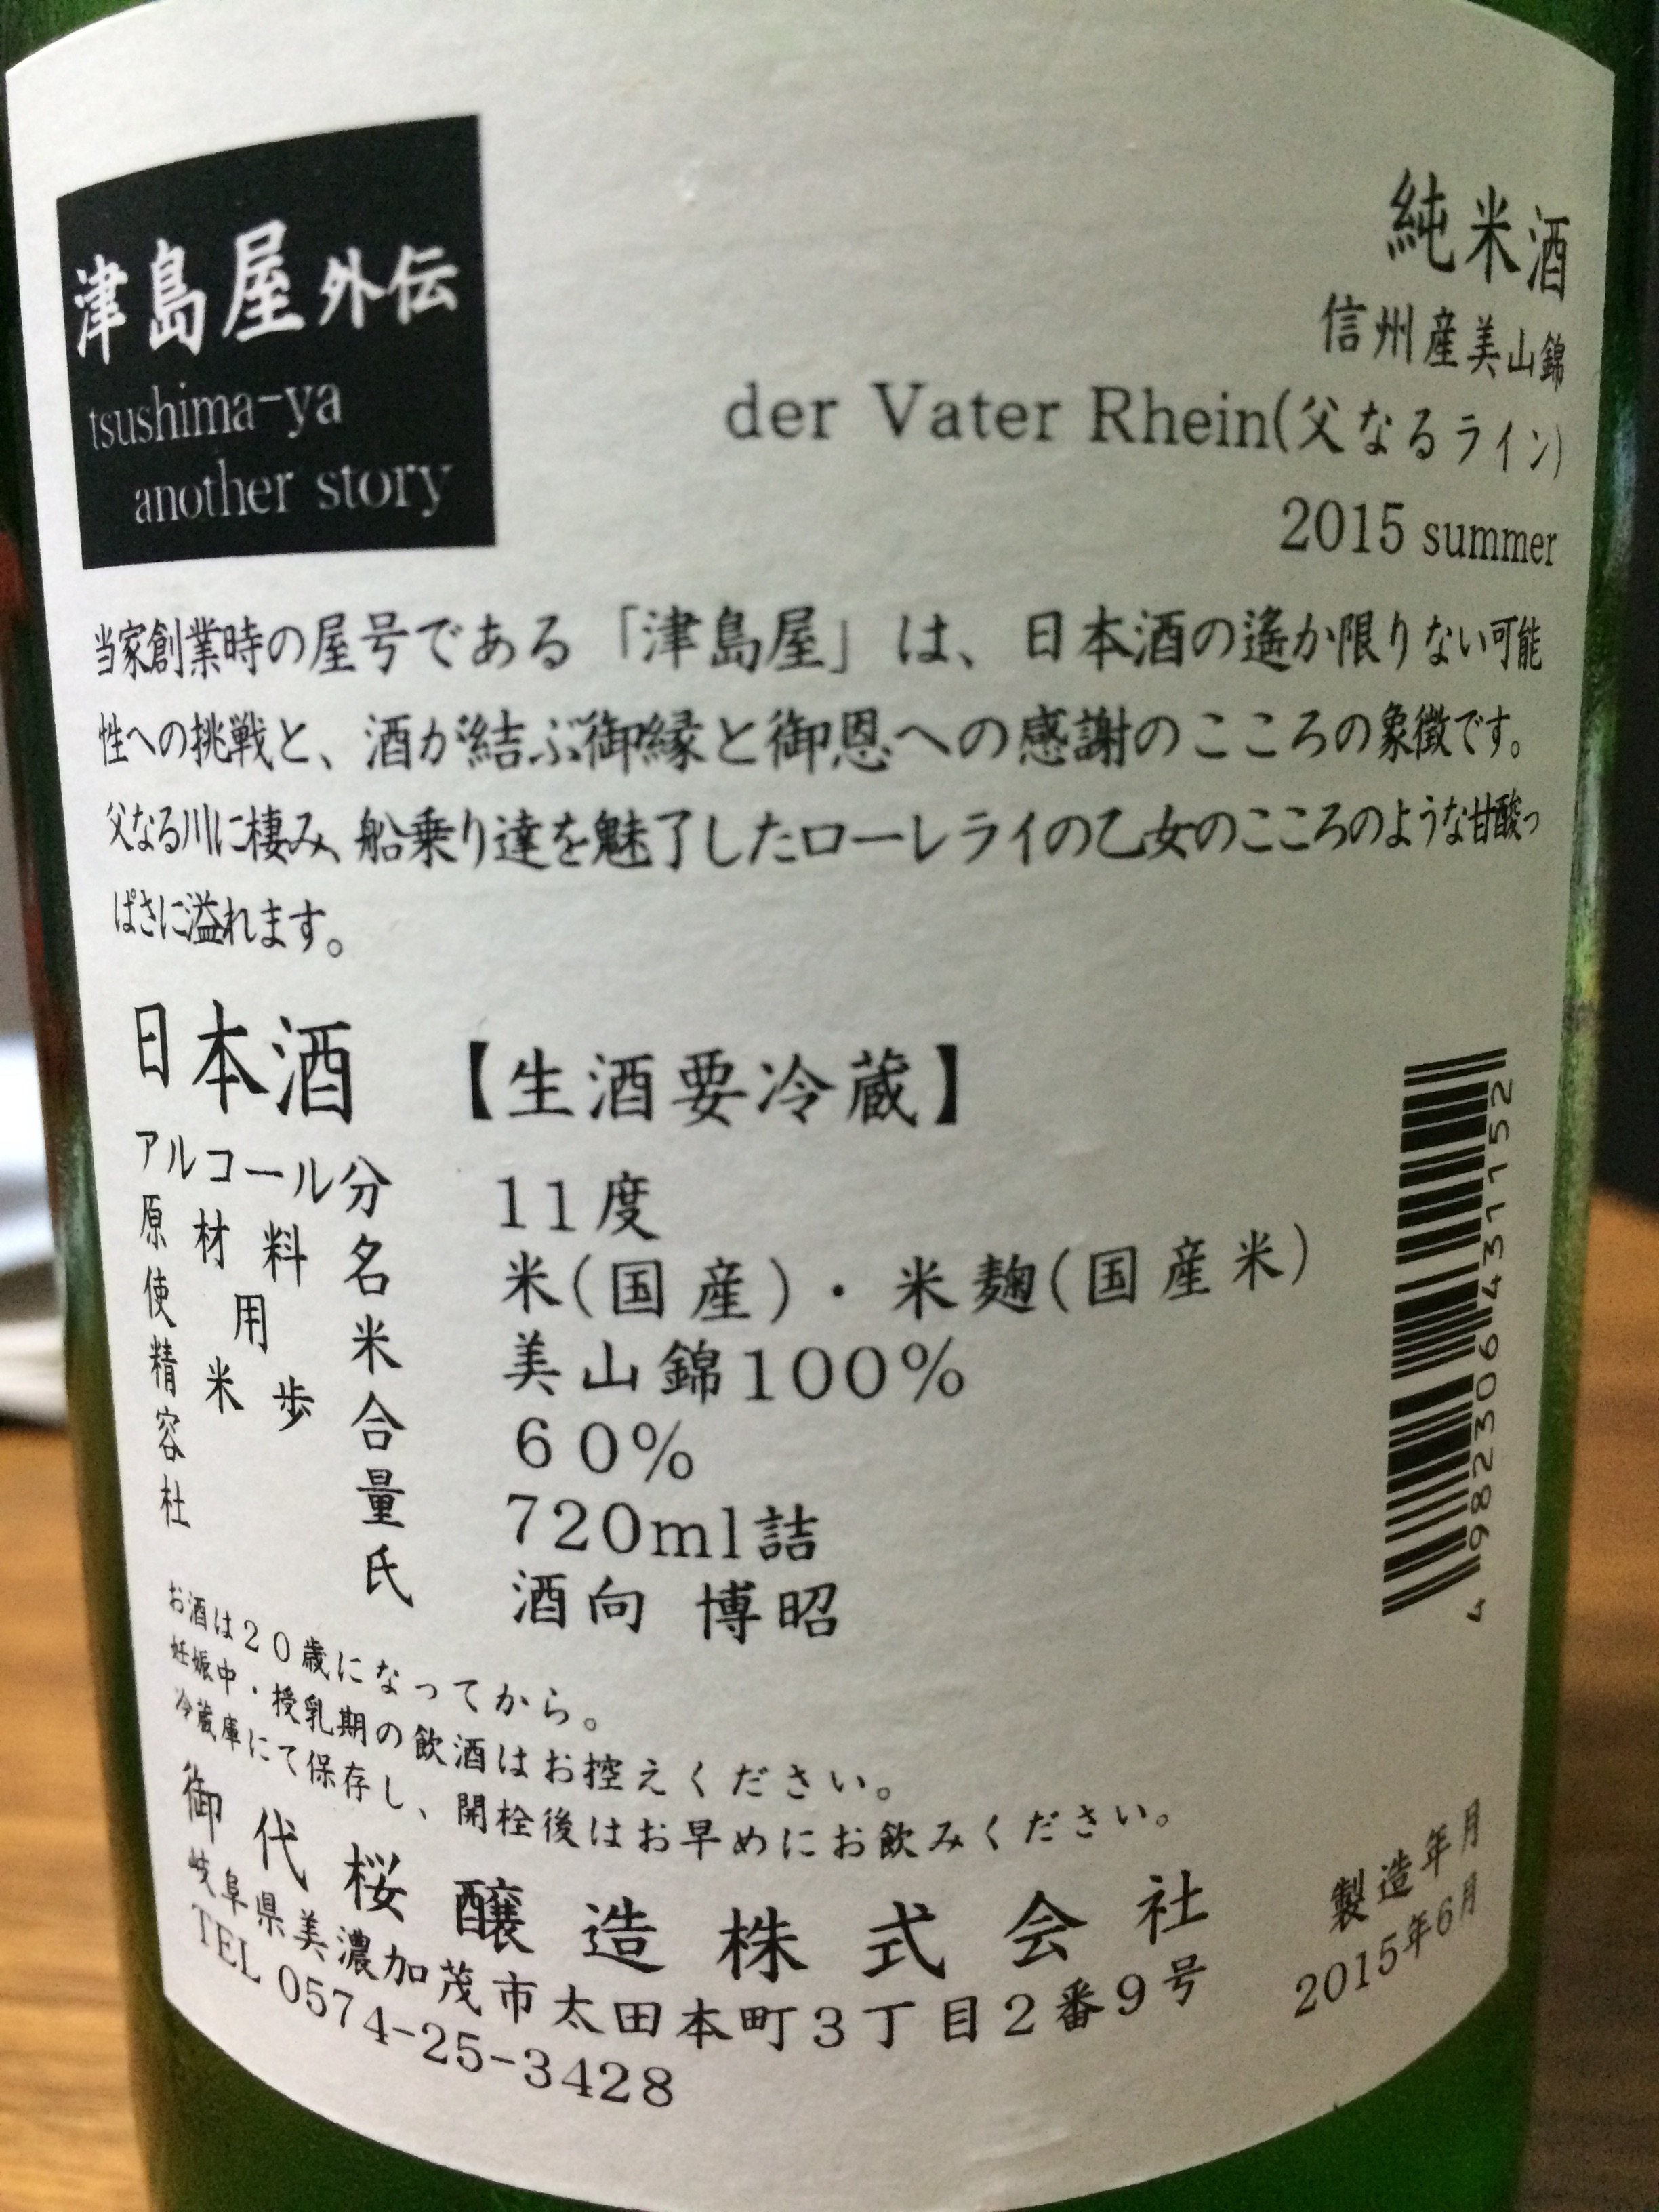 津島屋外伝
tsushima-ya
another story
純米酒
信州産美山錦
der Vater Rhein(父なるライン)
2015 summer
当家創業時の屋号である「津島屋」は、日本酒の遙か限りない可能
性への挑戦と、酒が結ぶ御縁と御恩への感謝のこころの象徴です。
父なる川に棲み、船乗り達を魅了したローレライの乙女のこころのような甘酸っ
ぱさに溢れます。
日本酒 【生酒要冷蔵】
アルコール分 11度
原材料名 米(国産)・米麹(国産米)
使用米 美山錦100%
精米歩合 60%
容量 720ml詰
杜氏 酒向 博昭
4982306431152
お酒は20歳になってから。
妊娠中・授乳期の飲酒はお控えください。
冷蔵庫にて保存し、開栓後はお早めにお飲みください。
御代桜醸造株式会社
岐阜県美濃加茂市太田本町3丁目2番9号
TEL 0574-25-3428
製造年月
2015年6月